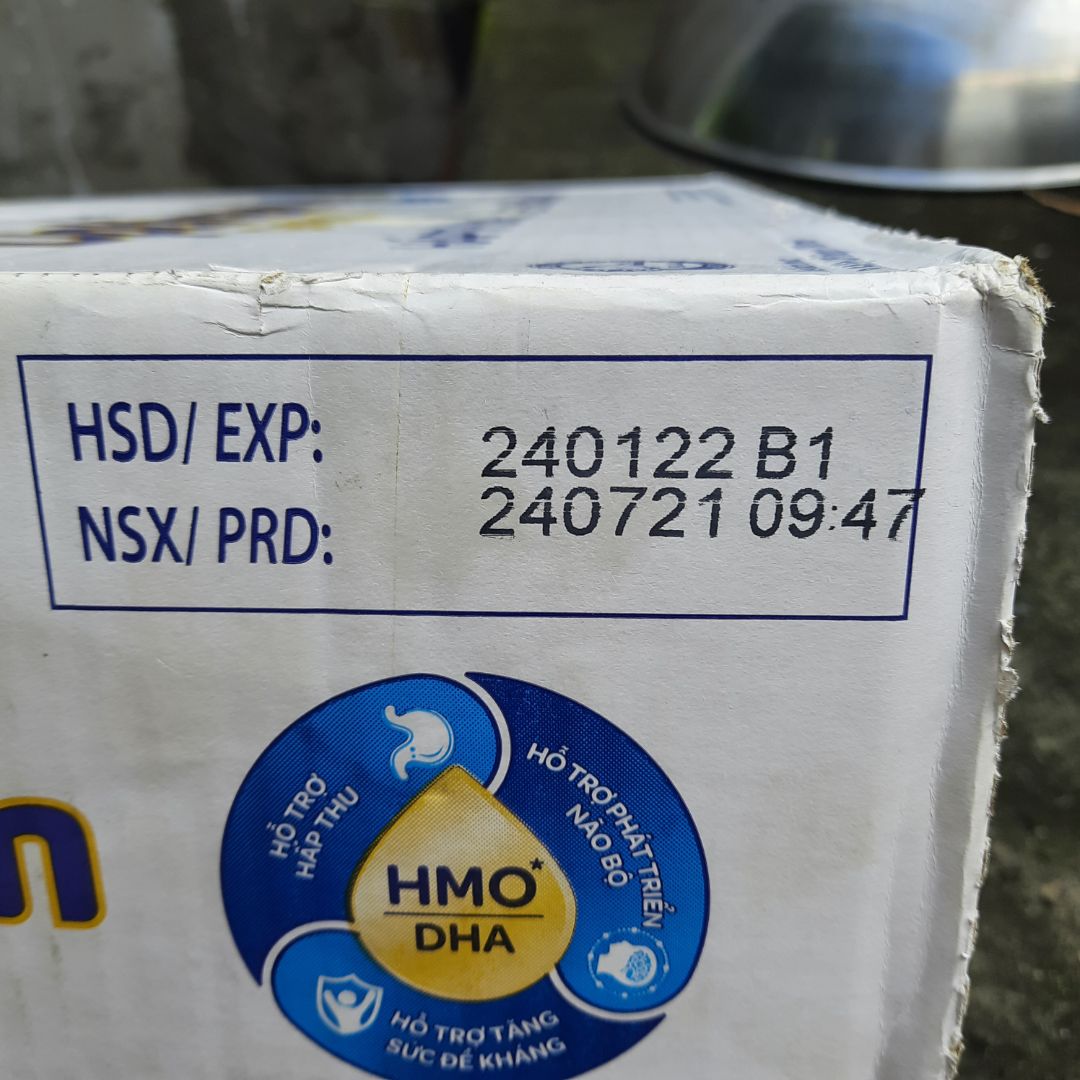 HSD/ EXP: 240122 B1
NSX/ PRD: 240721 09:47
HỖ TRỢ
HẤP THU
HỖ TRỢ PHÁT TRIỂN
NÃO BỘ
HMO*
DHA
HỖ TRỢ TĂNG
SỨC ĐỀ KHÁNG